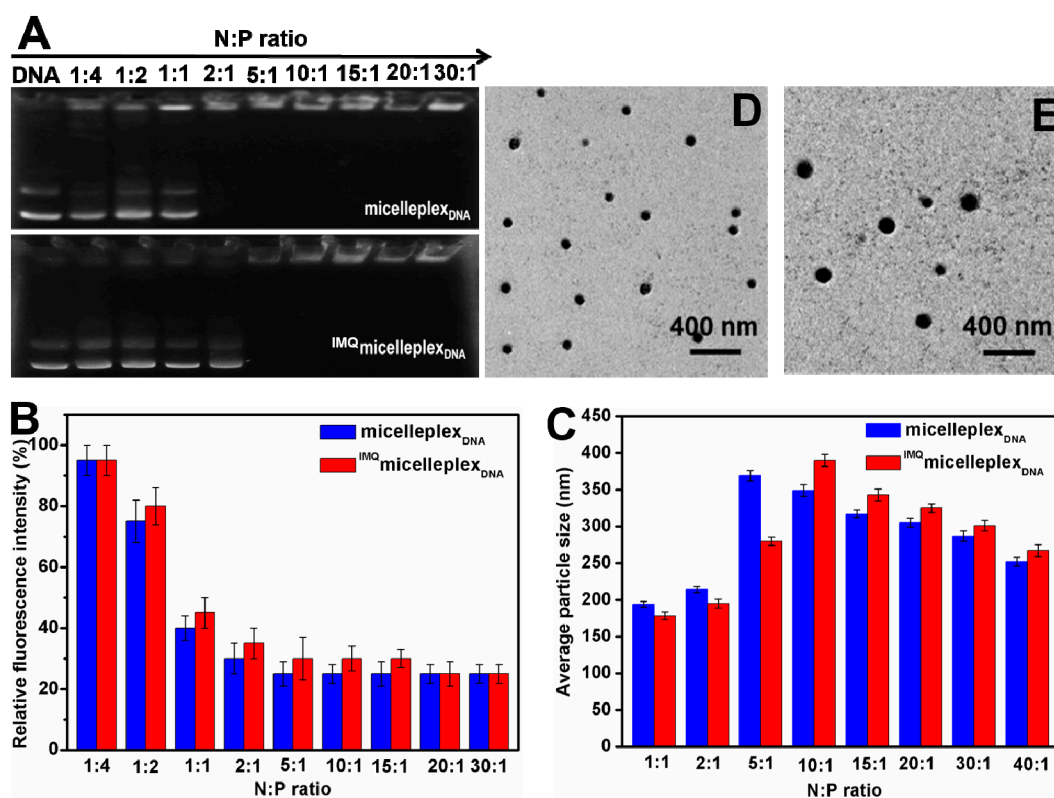 A
N:P ratio
DNA 1:4 1:2 1:1 2:1 5:1 10:1 15:1 20:1 30:1
micelleplexDNA
IMQmicelleplexDNA
D
400 nm
E
400 nm
B
Relative fluorescence intensity (%)
100
80
60
40
20
0
micelleplexDNA
IMQmicelleplexDNA
1:4 1:2 1:1 2:1 5:1 10:1 15:1 20:1 30:1
N:P ratio
C
Average particle size (nm)
450
400
350
300
250
200
150
100
50
0
micelleplexDNA
IMQmicelleplexDNA
1:1 2:1 5:1 10:1 15:1 20:1 30:1 40:1
N:P ratio